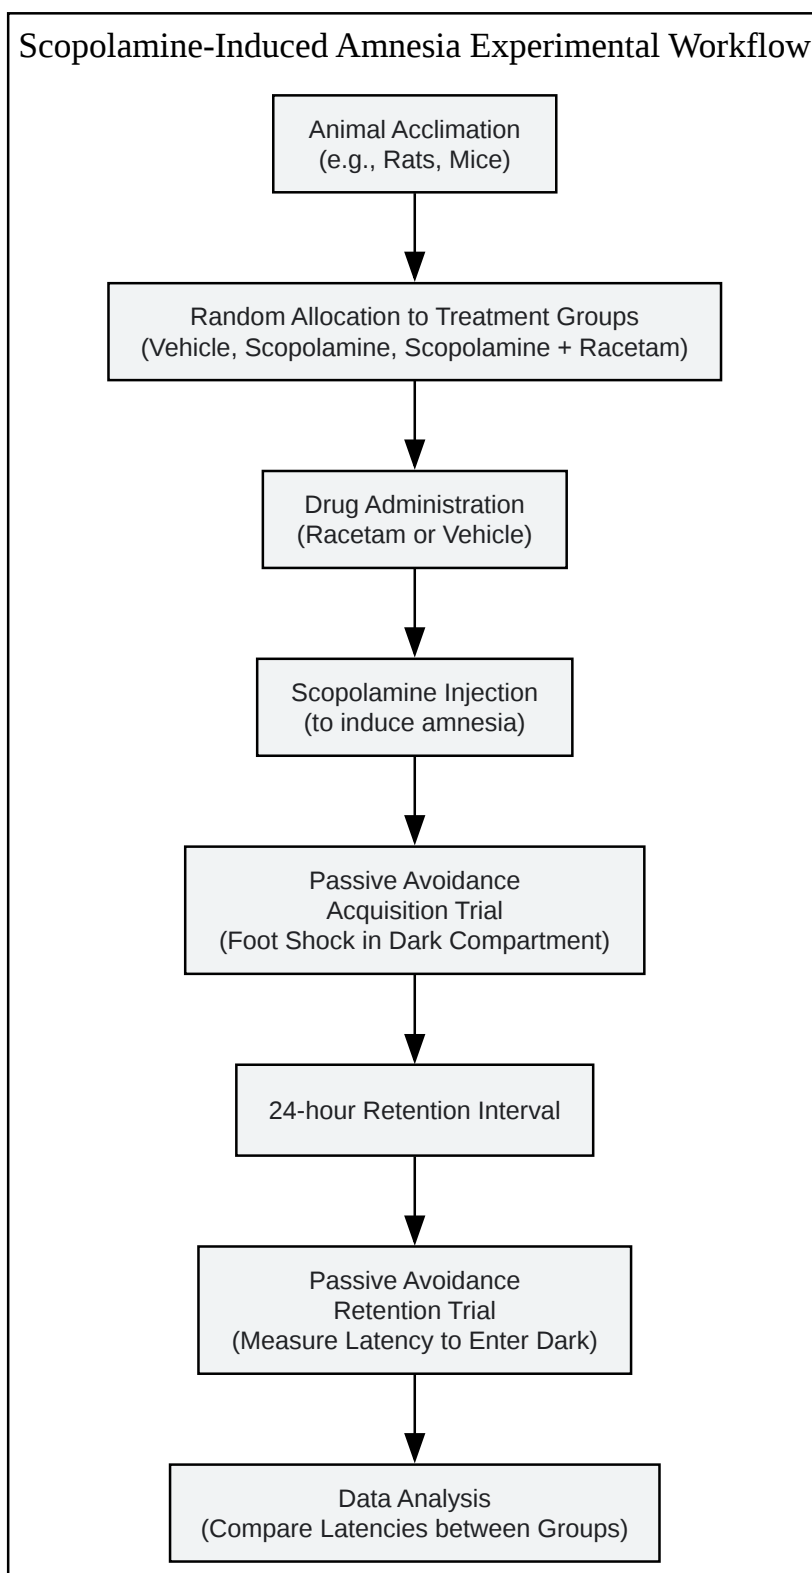 Scopolamine-Induced Amnesia Experimental Workflow
Animal Acclimation
(e.g., Rats, Mice)
Random Allocation to Treatment Groups
(Vehicle, Scopolamine, Scopolamine + Racetam)
Drug Administration
(Racetam or Vehicle)
Scopolamine Injection
(to induce amnesia)
Passive Avoidance
Acquisition Trial
(Foot Shock in Dark Compartment)
24-hour Retention Interval
Passive Avoidance
Retention Trial
(Measure Latency to Enter Dark)
Data Analysis
(Compare Latencies between Groups)